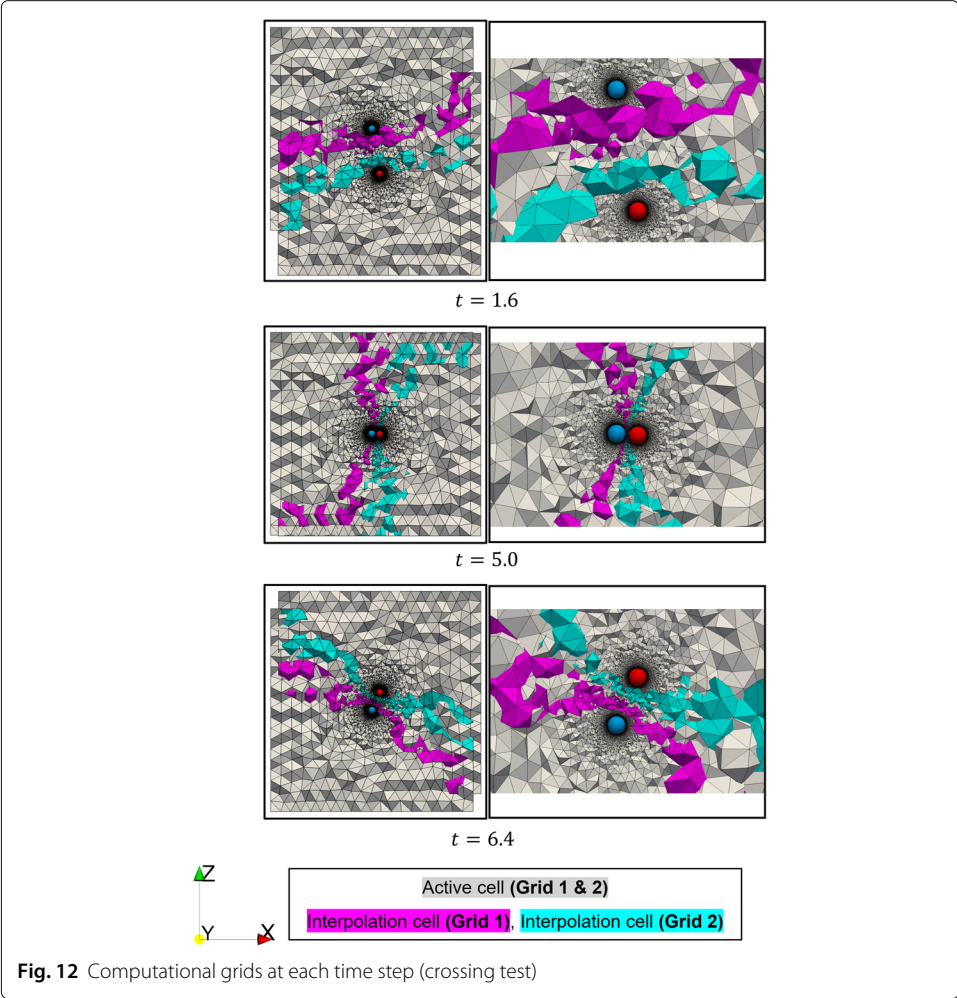 t = 1.6
t = 5.0
t = 6.4
Z
Y X
Active cell (Grid 1 & 2)
Interpolation cell (Grid 1), Interpolation cell (Grid 2)
Fig. 12 Computational grids at each time step (crossing test)